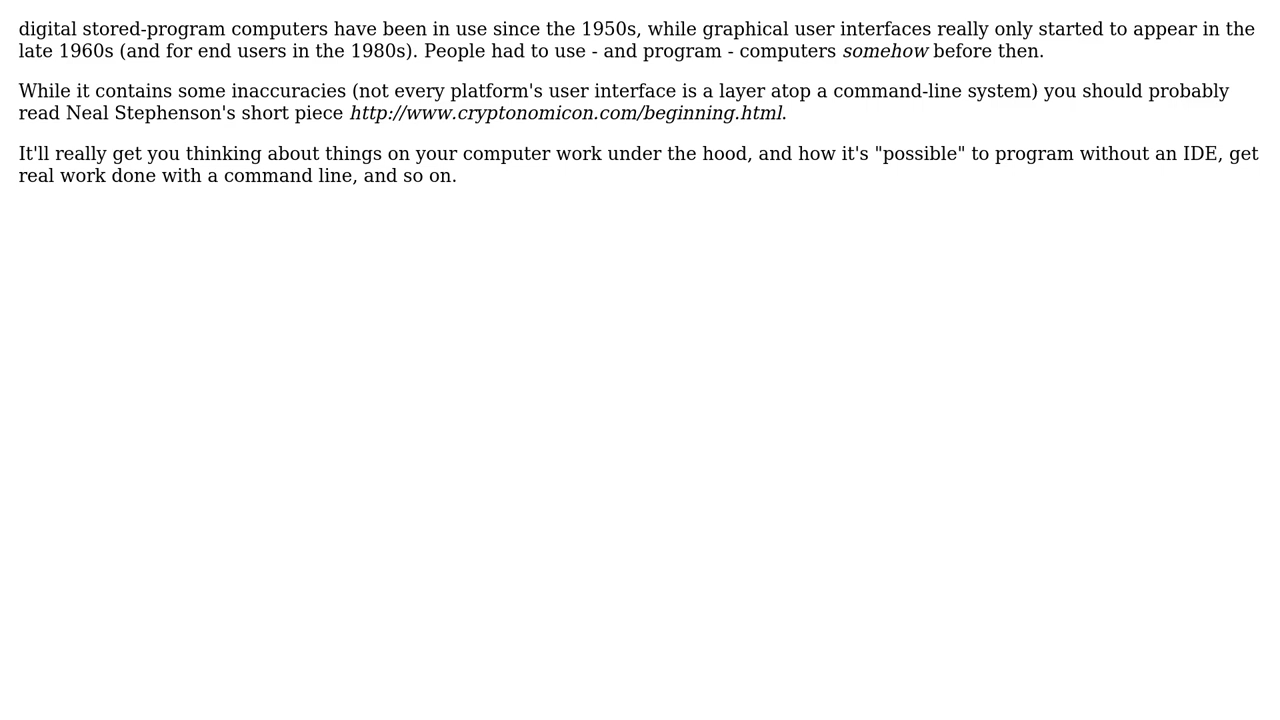 digital stored-program computers have been in use since the 1950s, while graphical user interfaces really only started to appear in the
late 1960s (and for end users in the 1980s). People had to use - and program - computers somehow before then.
While it contains some inaccuracies (not every platform's user interface is a layer atop a command-line system) you should probably
read Neal Stephenson's short piece http://www.cryptonomicon.com/beginning.html.
It'll really get you thinking about things on your computer work under the hood, and how it's "possible" to program without an IDE, get
real work done with a command line, and so on.